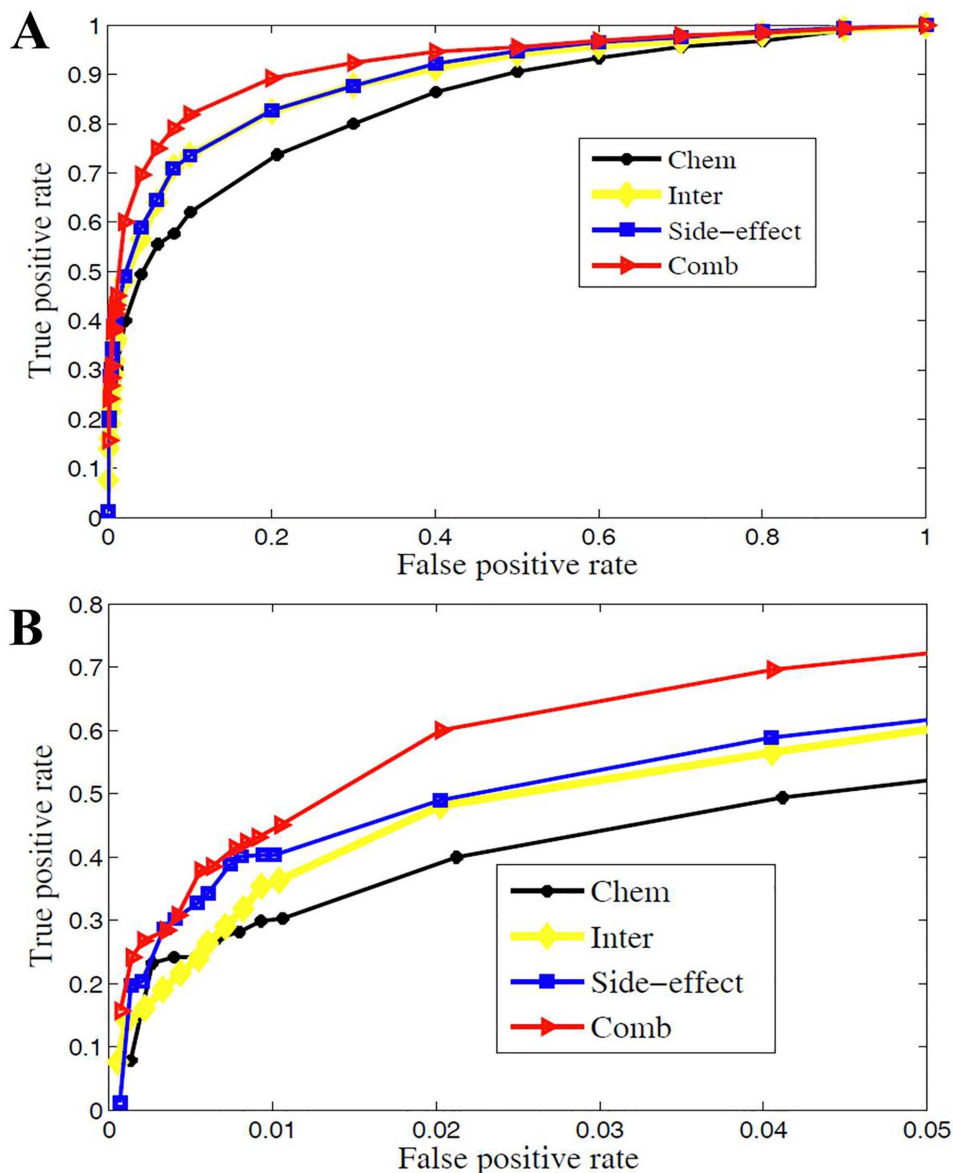 A
1
0.9
0.8
0.7
0.6
0.5
0.4
0.3
0.2
0.1
0
True positive rate
Chem
Inter
Side-effect
Comb
0 0.2 0.4 0.6 0.8 1
False positive rate
B
0.8
0.7
0.6
0.5
0.4
0.3
0.2
0.1
0
True positive rate
Chem
Inter
Side-effect
Comb
0 0.01 0.02 0.03 0.04 0.05
False positive rate